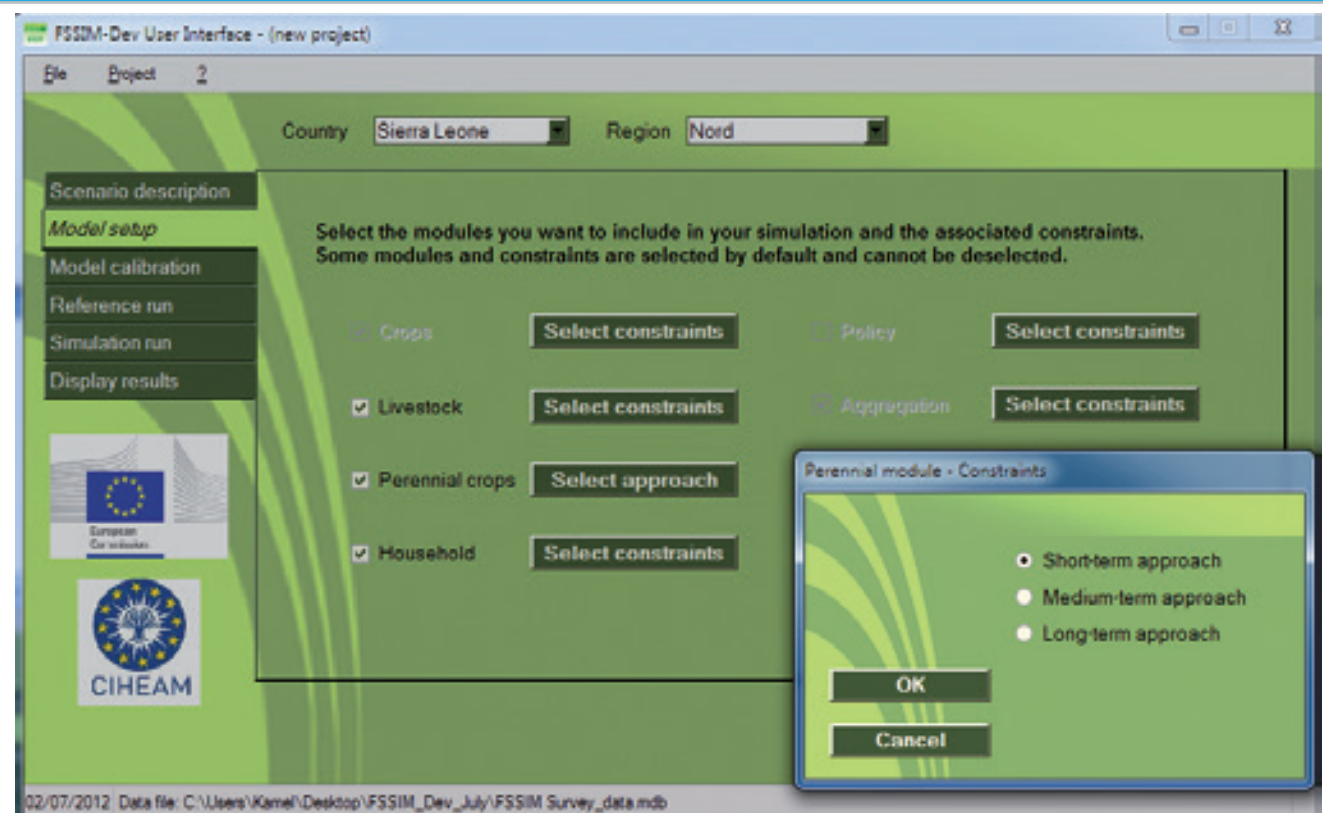 FSSIM-Dev User Interface - (new project)
File Project ?
Country Sierra Leone Region Nord
Scenario description
Model setup
Model calibration
Reference run
Simulation run
Display results
Select the modules you want to include in your simulation and the associated constraints.
Some modules and constraints are selected by default and cannot be deselected.
Crops Select constraints Policy Select constraints
Livestock Select constraints Aggregation Select constraints
Perennial crops Select approach
Household Select constraints
Perennial module - Constraints
Short-term approach
Medium-term approach
Long-term approach
OK
Cancel
European
Commission
CIHEAM
02/07/2012 Data file: C:\Users\Kamel\Desktop\FSSIM_Dev_July\FSSIM Survey_data.mdb